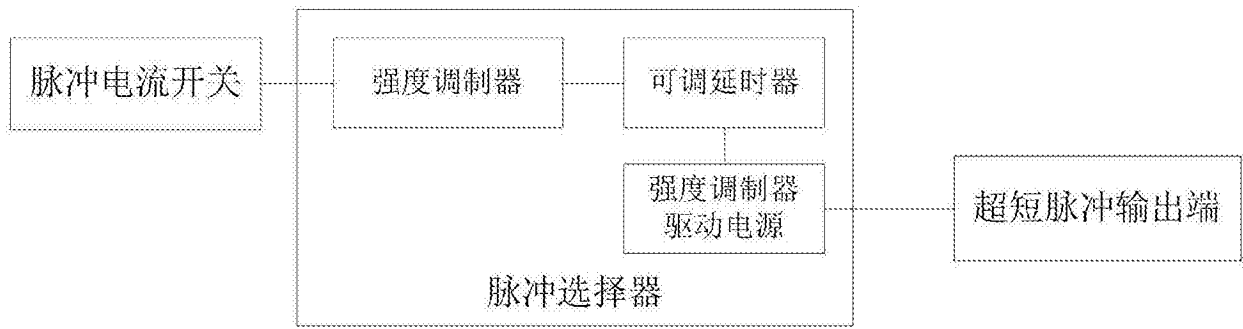 脉冲电流开关
强度调制器
可调延时器
强度调制器
驱动电源
超短脉冲输出端
脉冲选择器